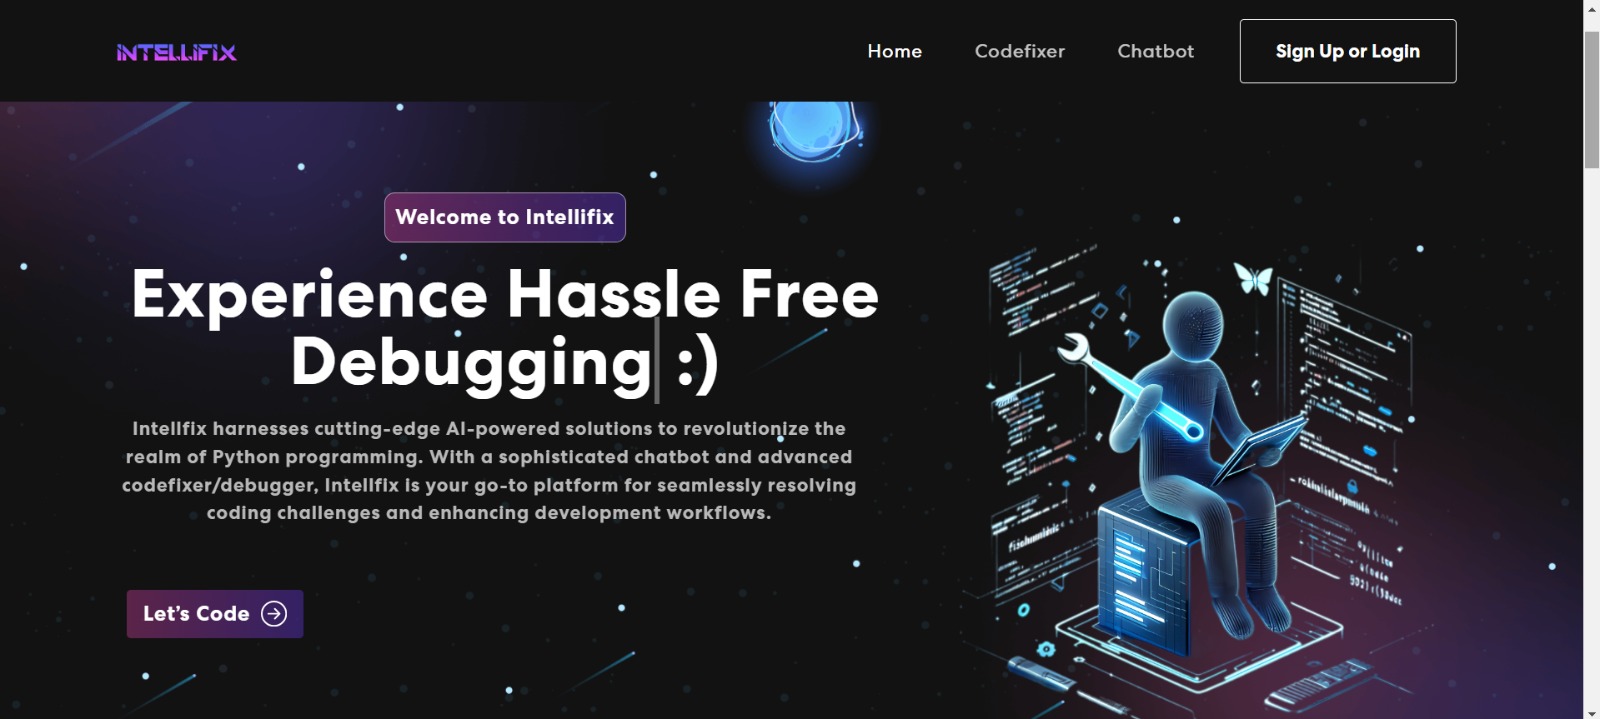 INTELLIFIX
Home
Codefixer
Chatbot
Sign Up or Login
Welcome to Intellifix
Experience Hassle Free
Debugging :)
Intellfix harnesses cutting-edge AI-powered solutions to revolutionize the
realm of Python programming. With a sophisticated chatbot and advanced
codefixer/debugger, Intellfix is your go-to platform for seamlessly resolving
coding challenges and enhancing development workflows.
Let's Code